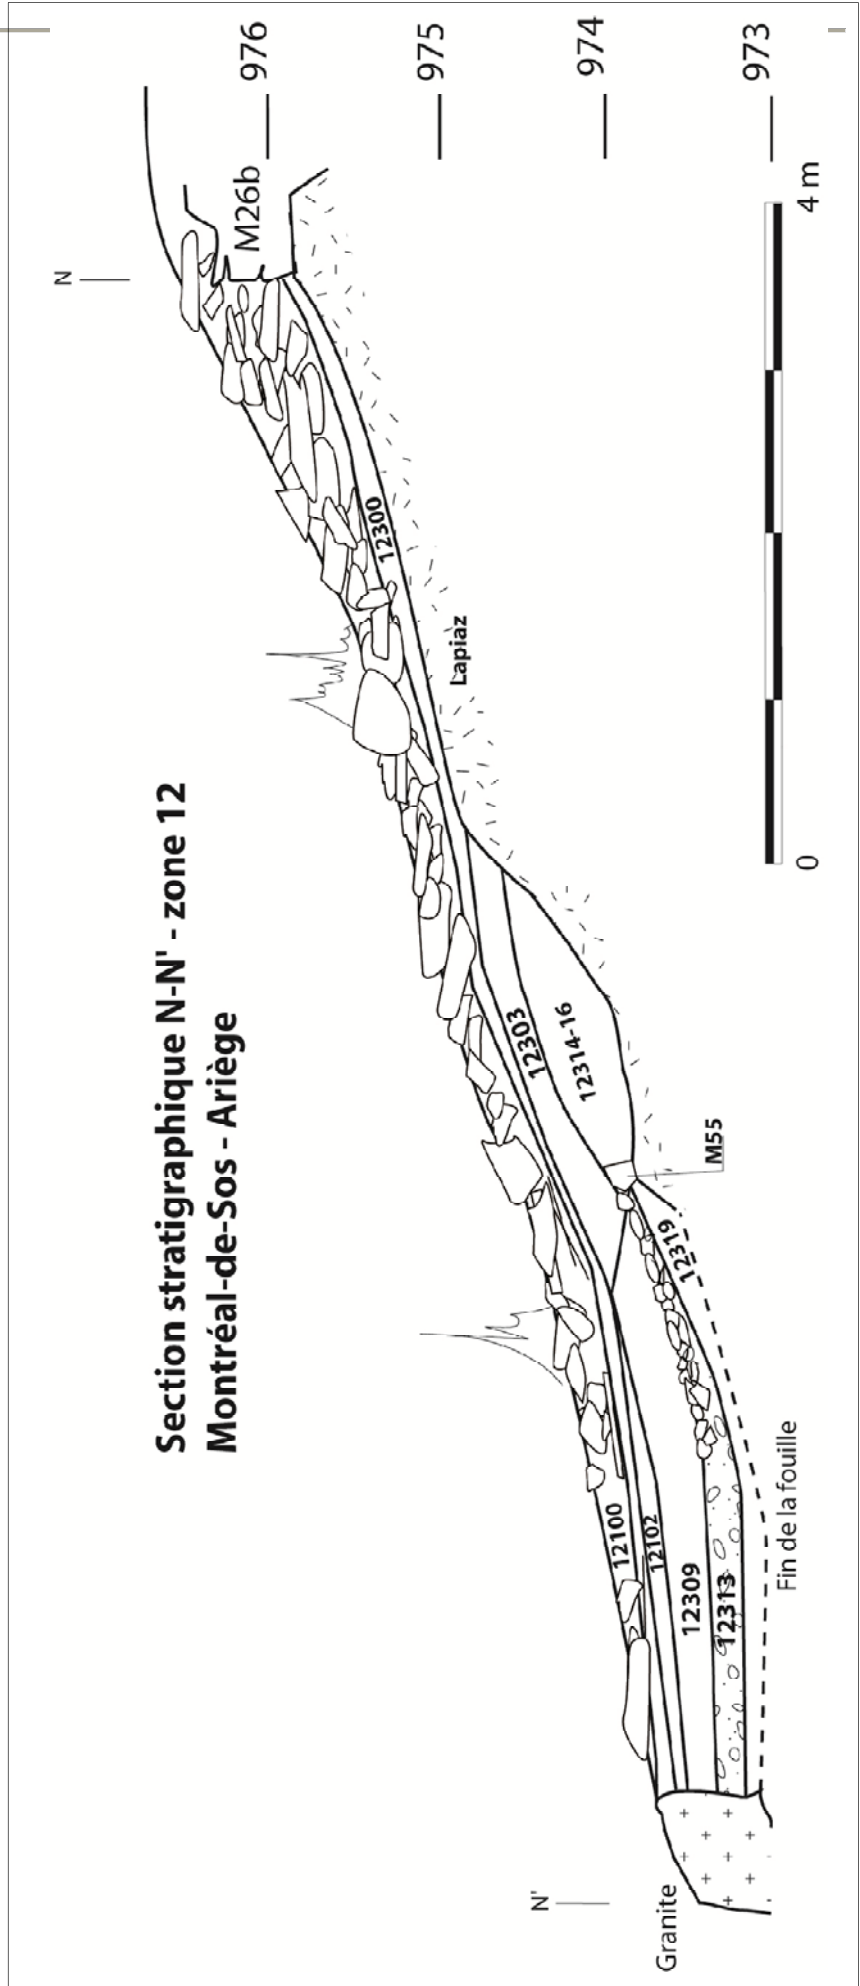 Section stratigraphique N-N' - zone 12
Montréal-de-Sos - Ariège
N'
N
976
975
974
973
M26b
12300
Lapiaz
12303
12314-16
M55
12319
12100
12102
12309
12313
Granite
Fin de la fouille
0
4 m